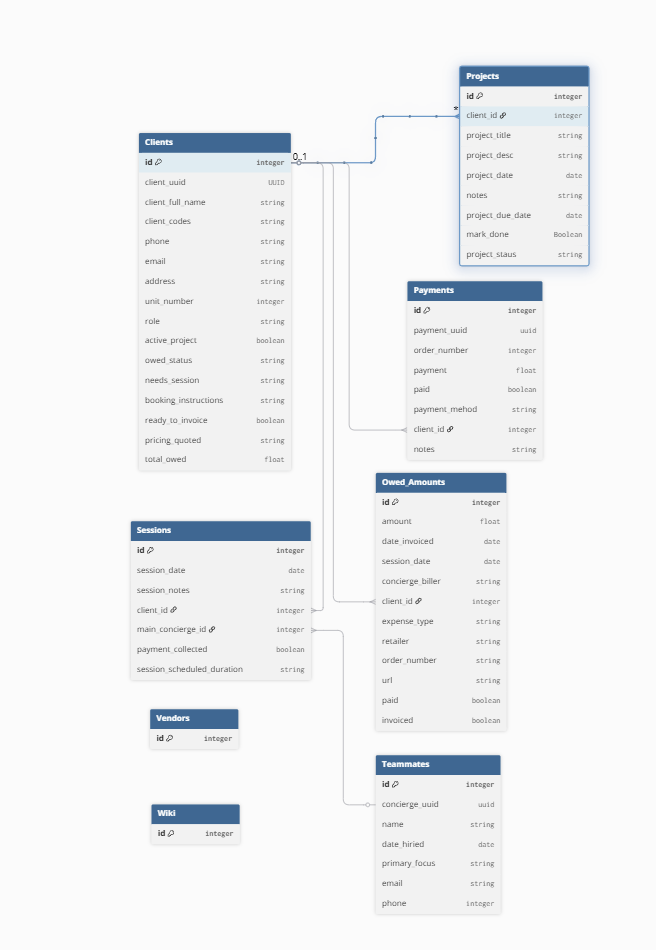 Projects
id integer
client_id integer
project_title string
project_desc string
project_date date
notes string
project_due_date date
mark_done Boolean
project_staus string
*
Clients
id integer
0..1
client_uuid UUID
client_full_name string
client_codes string
phone string
email string
address string
unit_number integer
role string
active_project boolean
owed_status string
needs_session string
booking_instructions string
ready_to_invoice boolean
pricing_quoted string
total_owed float
Payments
id integer
payment_uuid uuid
order_number integer
payment float
paid boolean
payment_mehod string
client_id integer
notes string
Owed_Amounts
id integer
amount float
date_invoiced date
session_date date
concierge_biller string
client_id integer
expense_type string
retailer string
order_number string
url string
paid boolean
invoiced boolean
Sessions
id integer
session_date date
session_notes string
client_id integer
main_concierge_id integer
payment_collected boolean
session_scheduled_duration string
Vendors
id integer
Wiki
id integer
Teammates
id integer
concierge_uuid uuid
name string
date_hiried date
primary_focus string
email string
phone integer